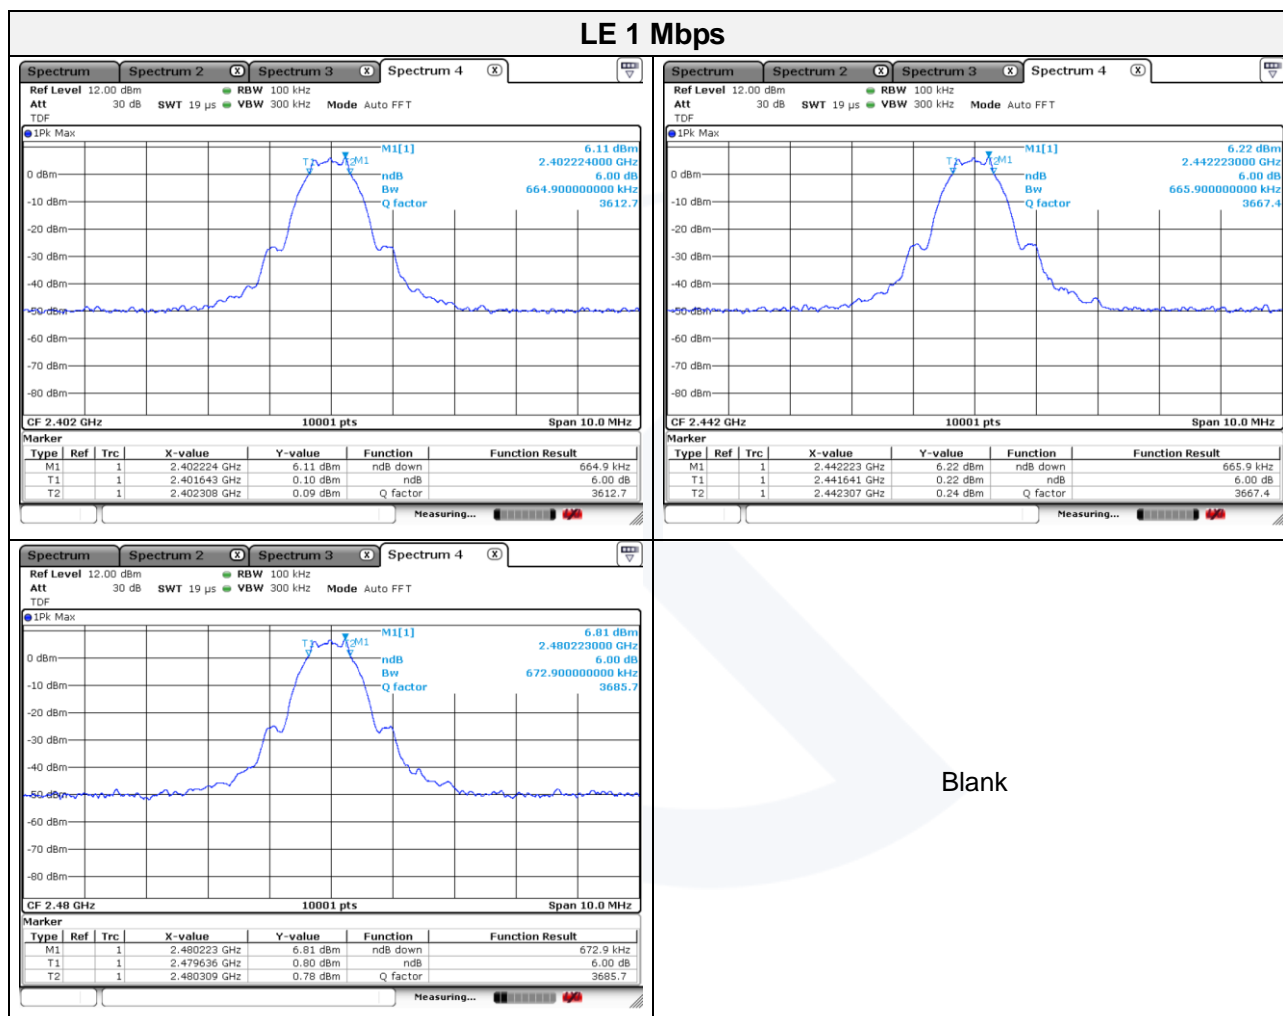 LE 1 Mbps
Spectrum Spectrum 2 X Spectrum 3 X Spectrum 4 X
Ref Level 12.00 dBm RBW 100 kHz
Att 30 dB SWT 19 µs VBW 300 kHz Mode Auto FFT
TDF
1Pk Max
M1[1] 6.11 dBm
2.402224000 GHz
ndB 6.00 dB
Bw 664.900000000 kHz
Q factor 3612.7
T1 T2 M1
0 dBm
-10 dBm
-20 dBm
-30 dBm
-40 dBm
-50 dBm
-60 dBm
-70 dBm
-80 dBm
CF 2.402 GHz 10001 pts Span 10.0 MHz
Marker
Type Ref Trc X-value Y-value Function Function Result
M1 1 2.402224 GHz 6.11 dBm ndB down 664.9 kHz
T1 1 2.401643 GHz 0.10 dBm ndB 6.00 dB
T2 1 2.402308 GHz 0.09 dBm Q factor 3612.7
Measuring...
Spectrum Spectrum 2 X Spectrum 3 X Spectrum 4 X
Ref Level 12.00 dBm RBW 100 kHz
Att 30 dB SWT 19 µs VBW 300 kHz Mode Auto FFT
TDF
1Pk Max
M1[1] 6.22 dBm
2.442223000 GHz
ndB 6.00 dB
Bw 665.900000000 kHz
Q factor 3667.4
T1 T2 M1
0 dBm
-10 dBm
-20 dBm
-30 dBm
-40 dBm
-50 dBm
-60 dBm
-70 dBm
-80 dBm
CF 2.442 GHz 10001 pts Span 10.0 MHz
Marker
Type Ref Trc X-value Y-value Function Function Result
M1 1 2.442223 GHz 6.22 dBm ndB down 665.9 kHz
T1 1 2.441641 GHz 0.22 dBm ndB 6.00 dB
T2 1 2.442307 GHz 0.24 dBm Q factor 3667.4
Measuring...
Spectrum Spectrum 2 X Spectrum 3 X Spectrum 4 X
Ref Level 12.00 dBm RBW 100 kHz
Att 30 dB SWT 19 µs VBW 300 kHz Mode Auto FFT
TDF
1Pk Max
M1[1] 6.81 dBm
2.480223000 GHz
ndB 6.00 dB
Bw 672.900000000 kHz
Q factor 3685.7
T1 T2 M1
0 dBm
-10 dBm
-20 dBm
-30 dBm
-40 dBm
-50 dBm
-60 dBm
-70 dBm
-80 dBm
CF 2.48 GHz 10001 pts Span 10.0 MHz
Marker
Type Ref Trc X-value Y-value Function Function Result
M1 1 2.480223 GHz 6.81 dBm ndB down 672.9 kHz
T1 1 2.479636 GHz 0.80 dBm ndB 6.00 dB
T2 1 2.480309 GHz 0.78 dBm Q factor 3685.7
Measuring...
Blank